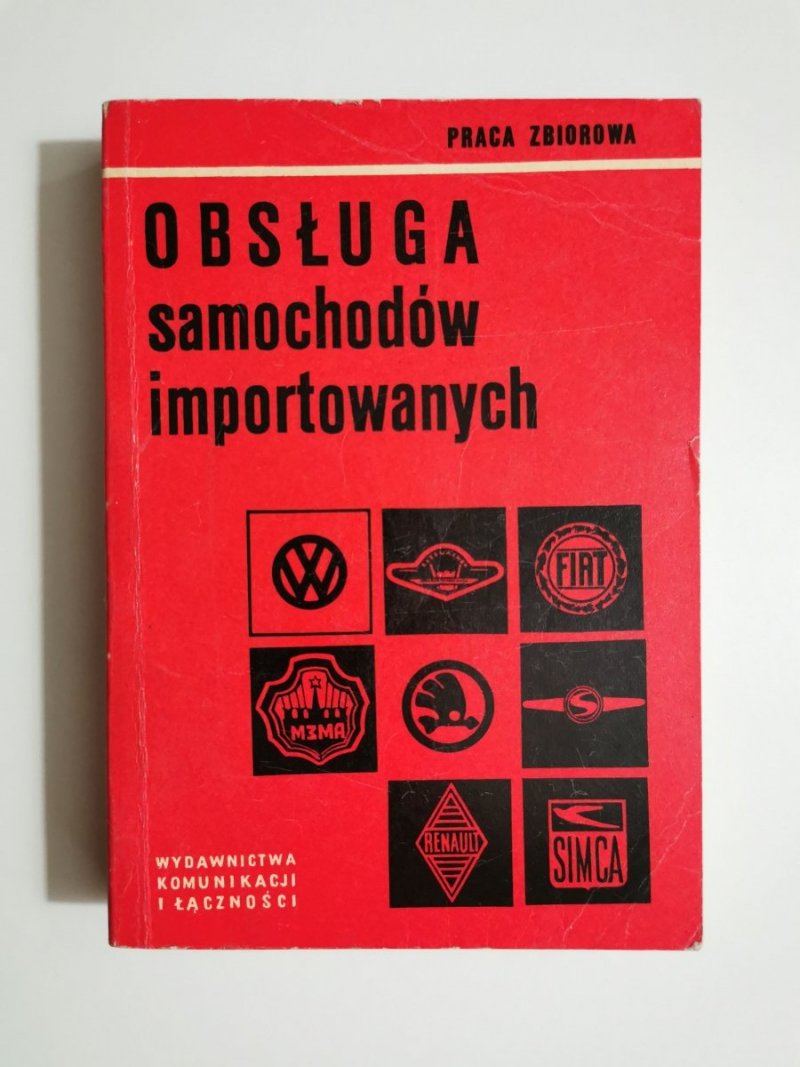 PRACA ZBIOROWA
OBSŁUGA
samochodów
importowanych
FIAT
МЗМА
S
RENAULT
SIMCA
WYDAWNICTWA
KOMUNIKACJI
I ŁĄCZNOŚCI